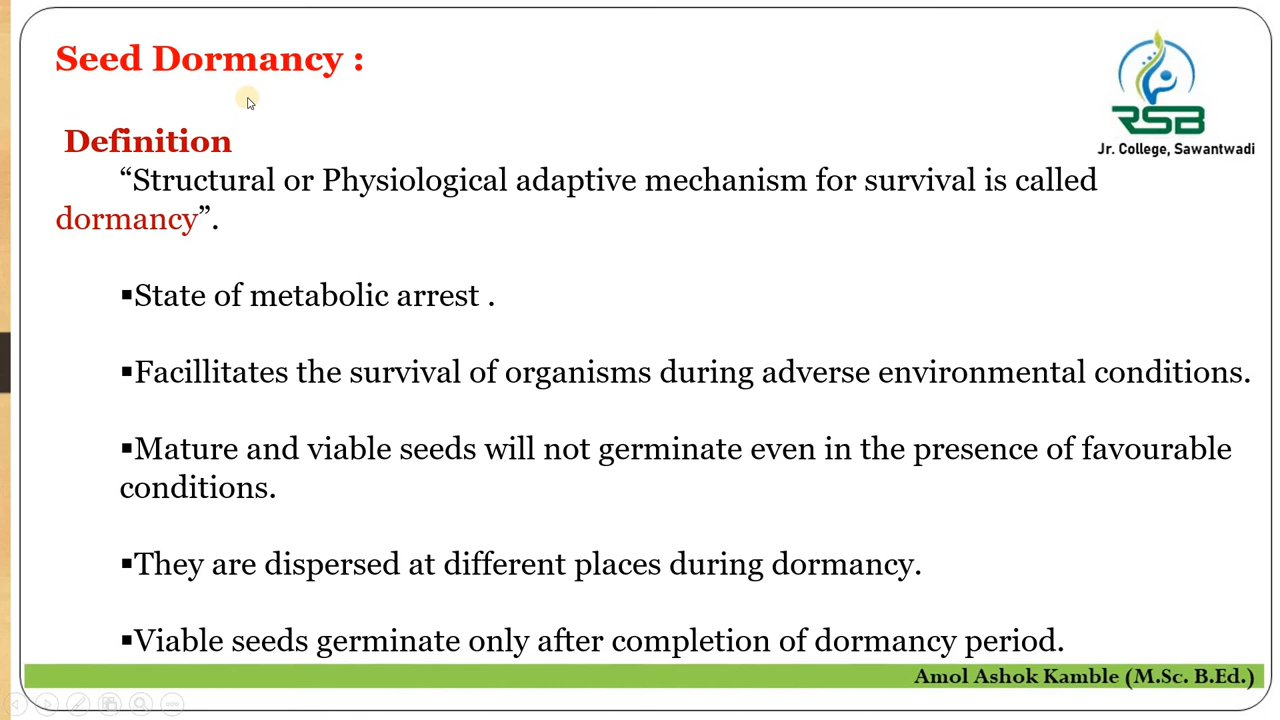 Seed Dormancy :
RSB
Jr. College, Sawantwadi
Definition
“Structural or Physiological adaptive mechanism for survival is called
dormancy”.
▪State of metabolic arrest .
▪Facillitates the survival of organisms during adverse environmental conditions.
▪Mature and viable seeds will not germinate even in the presence of favourable
conditions.
▪They are dispersed at different places during dormancy.
▪Viable seeds germinate only after completion of dormancy period.
Amol Ashok Kamble (M.Sc. B.Ed.)